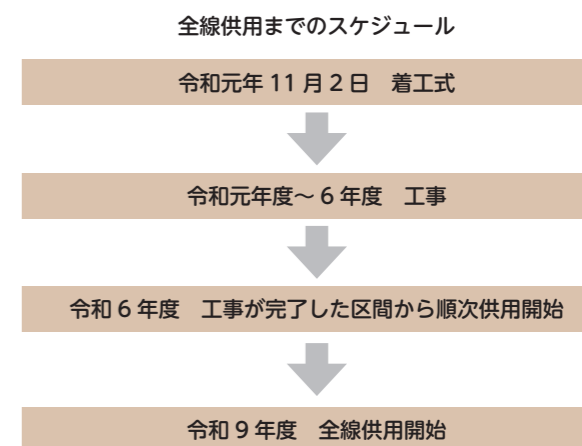 全線供用までのスケジュール
令和元年 11 月 2 日　着工式
令和元年度～ 6 年度　工事
令和 6 年度　工事が完了した区間から順次供用開始
令和 9 年度　全線供用開始